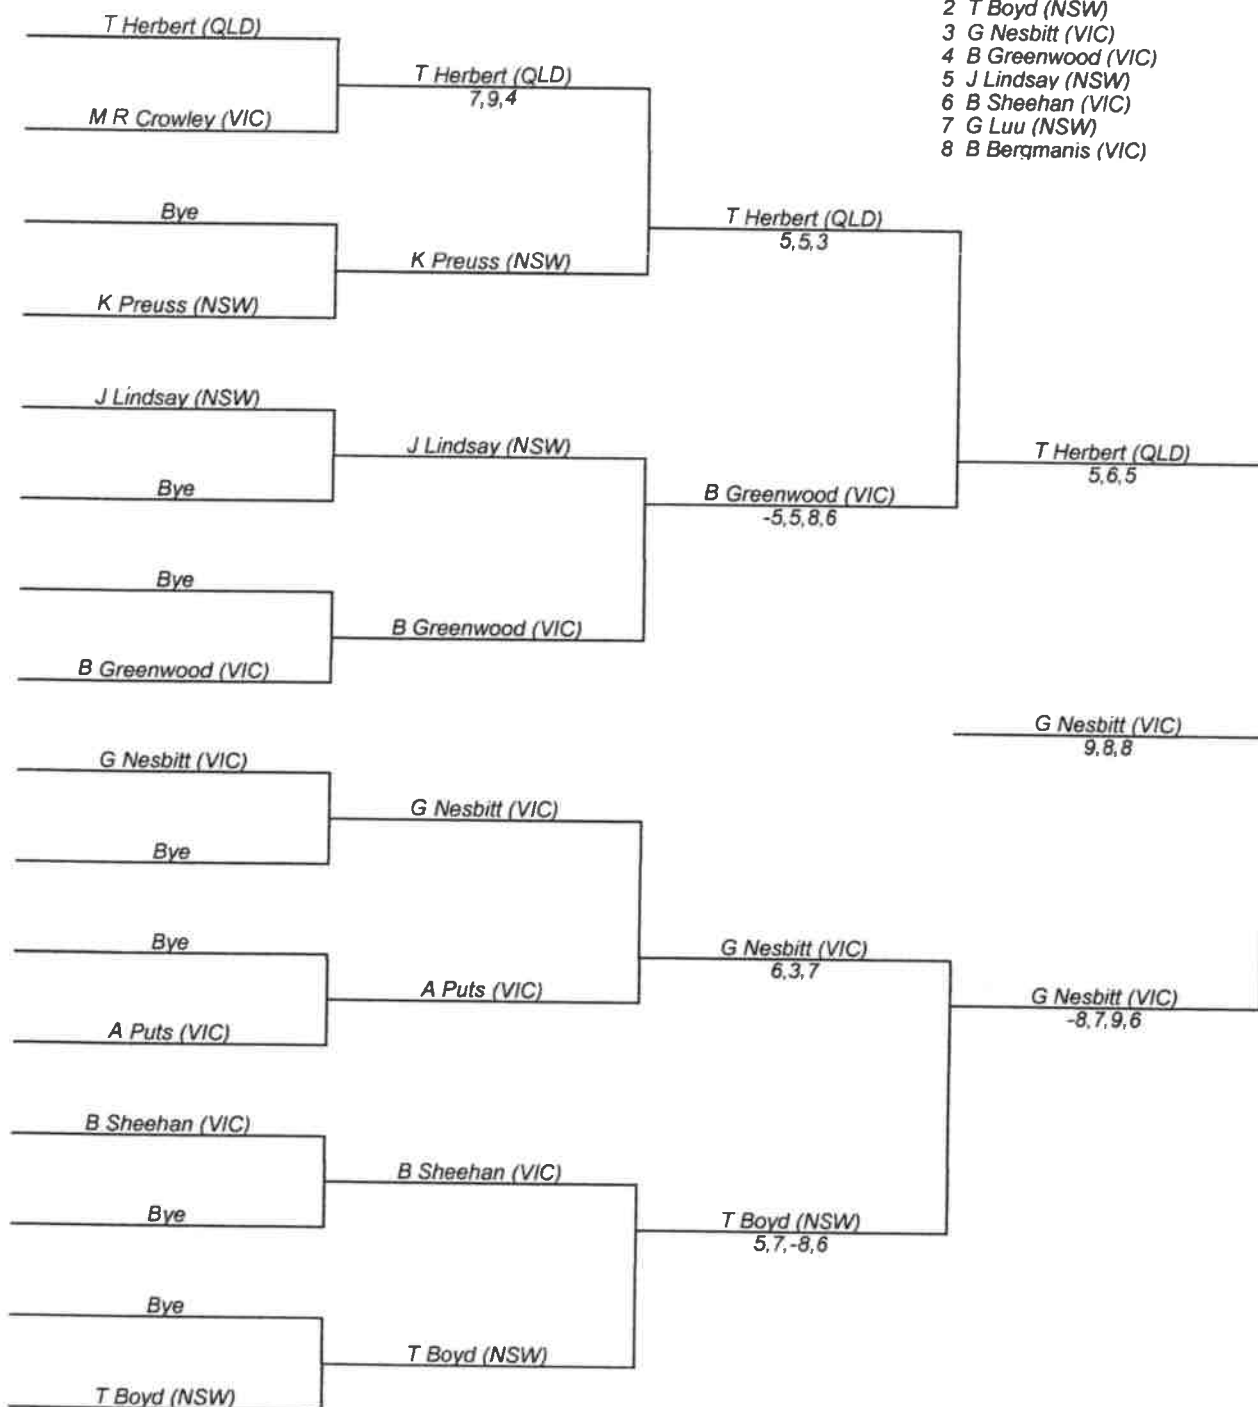 T Herbert (QLD)
M R Crowley (VIC)
Bye
K Preuss (NSW)
J Lindsay (NSW)
Bye
Bye
B Greenwood (VIC)
G Nesbitt (VIC)
Bye
Bye
A Puts (VIC)
B Sheehan (VIC)
Bye
Bye
T Boyd (NSW)
T Herbert (QLD)
7,9,4
K Preuss (NSW)
J Lindsay (NSW)
B Greenwood (VIC)
G Nesbitt (VIC)
A Puts (VIC)
B Sheehan (VIC)
T Boyd (NSW)
T Herbert (QLD)
5,5,3
B Greenwood (VIC)
-5,5,8,6
G Nesbitt (VIC)
6,3,7
T Boyd (NSW)
5,7,-8,6
2 T Boyd (NSW)
3 G Nesbitt (VIC)
4 B Greenwood (VIC)
5 J Lindsay (NSW)
6 B Sheehan (VIC)
7 G Luu (NSW)
8 B Bergmanis (VIC)
T Herbert (QLD)
5,6,5
G Nesbitt (VIC)
9,8,8
G Nesbitt (VIC)
-8,7,9,6